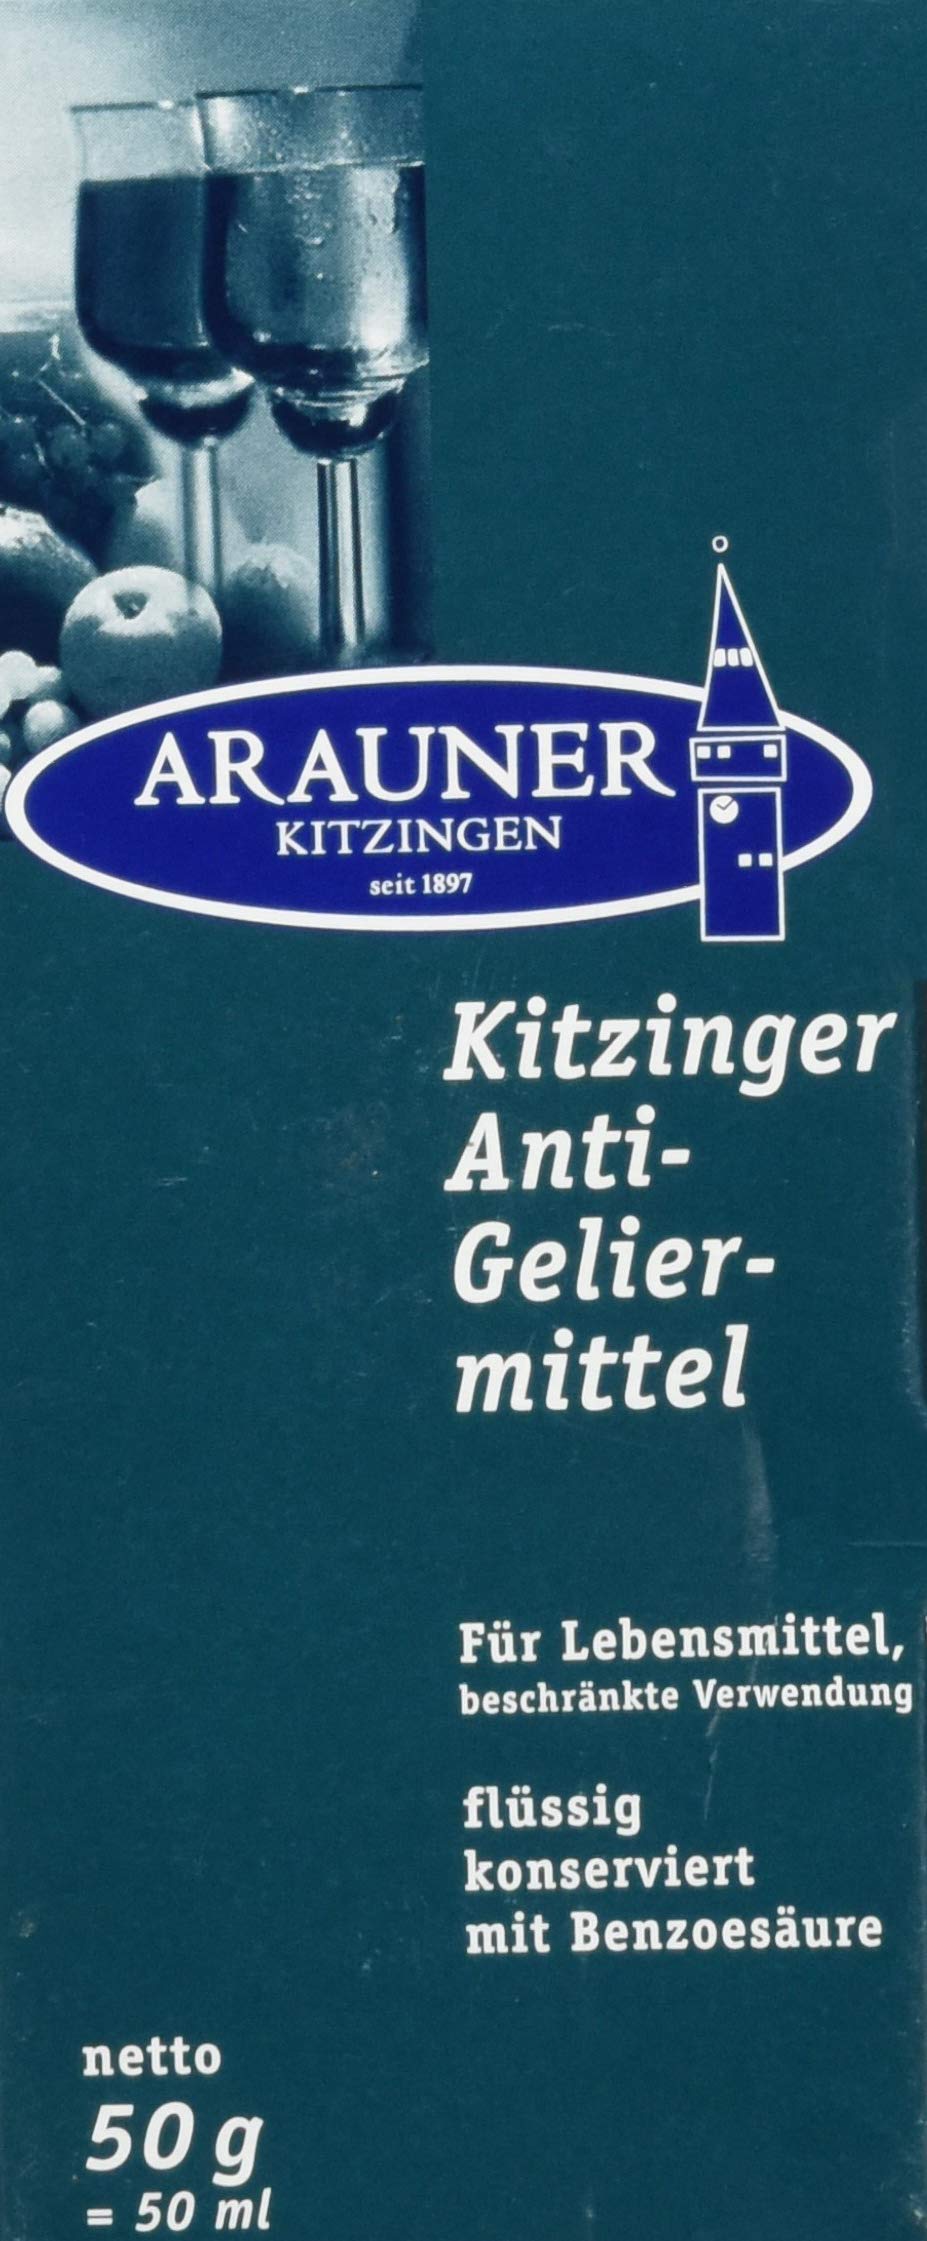 ARAUNER
KITZINGEN
seit 1897
Kitzinger
Anti-
Gelier-
mittel
Für Lebensmittel,
beschränkte Verwendung
flüssig
konserviert
mit Benzoesäure
netto
50 g
= 50 ml